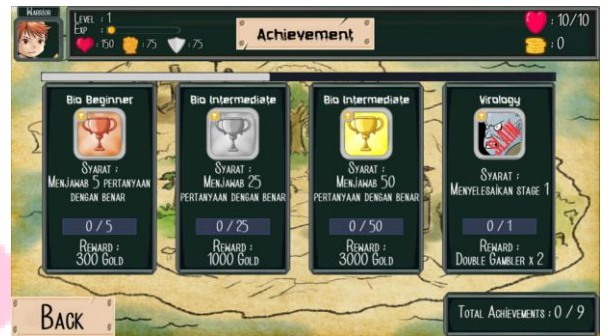 Warrior
Level : 1
Exp :
: 150 : 75 : 75
Achievement
: 10/10
: 0
Bio Beginner
Syarat :
Menjawab 5 pertanyaan
dengan benar
0 / 5
Reward :
300 Gold
Bio Intermediate
Syarat :
Menjawab 25
pertanyaan dengan benar
0 / 25
Reward :
1000 Gold
Bio Intermediate
Syarat :
Menjawab 50
pertanyaan dengan benar
0 / 50
Reward :
3000 Gold
Virology
Syarat :
Menyelesaikan stage 1
0 / 1
Reward :
Double Gambler x 2
Back
Total Achievements : 0 / 9